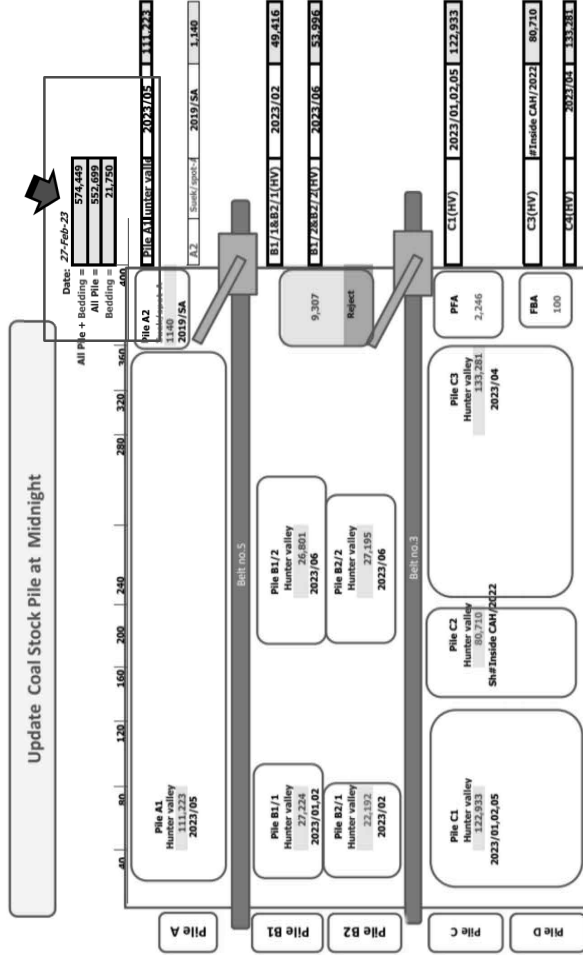 Update Coal Stock Pile at Midnight
Date: 27-Feb-23
All Pile + Bedding = 574,449
All Pile = 552,699
Bedding = 21,750
40 80 120 160 200 240 280 320 360 400
Pile A
Pile A1
Hunter valley
111,223
2023/05
Pile A2
1140
2019/SA
Belt no.5
Pile B1
Pile B1/1
Hunter valley
27,224
2023/01,02
Pile B1/2
Hunter valley
26,801
2023/06
Pile B2
Pile B2/1
Hunter valley
22,192
2023/02
Pile B2/2
Hunter valley
27,195
2023/06
9,307
Reject
Belt no.3
Pile C
Pile D
Pile C1
Hunter valley
122,933
2023/01,02,05
Pile C2
Hunter valley
80,710
Sh#Inside CAH/2022
Pile C3
Hunter valley
133,281
2023/04
PFA
2,246
FBA
100
Pile A1 unter valle 2023/05 111,223
A2 Suek/spot-A 2019/SA 1,140
B1/1&B2/1(HV) 2023/02 49,416
B1/2&B2/2(HV) 2023/06 53,996
C1(HV) 2023/01,02,05 122,933
C3(HV) #Inside CAH/2022 80,710
C4(HV) 2023/04 133,281